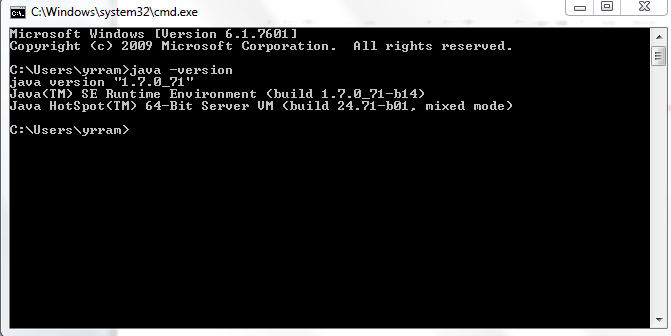 C:\Windows\system32\cmd.exe
Microsoft Windows [Version 6.1.7601]
Copyright (c) 2009 Microsoft Corporation.  All rights reserved.
C:\Users\yrram>java -version
java version "1.7.0_71"
Java(TM) SE Runtime Environment (build 1.7.0_71-b14)
Java HotSpot(TM) 64-Bit Server VM (build 24.71-b01, mixed mode)
C:\Users\yrram>